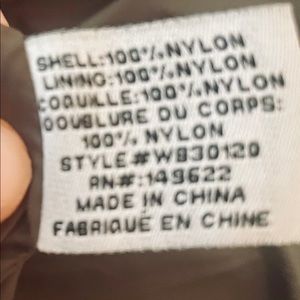 SHELL:100% NYLON
LINING:100% NYLON
COQUILLE:100% NYLON
DOUBLURE DU CORPS:
100% NYLON
STYLE#WB30120
RN#:149622
MADE IN CHINA
FABRIQUÉ EN CHINE